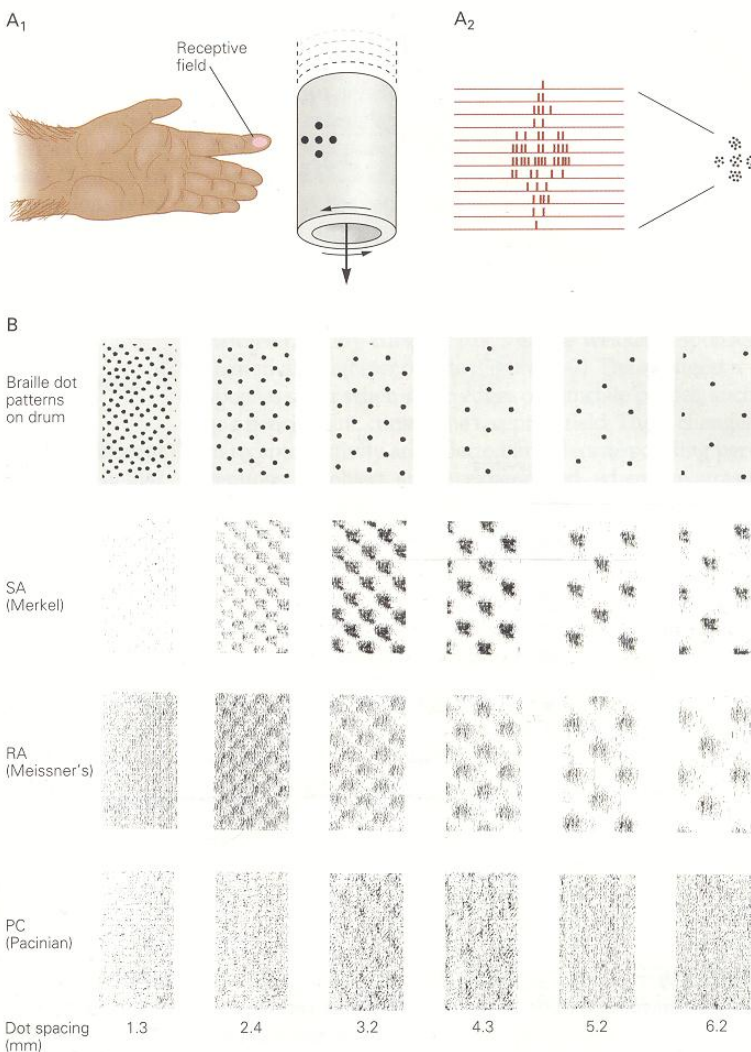 A1
A2
Receptive
field
B
Braille dot
patterns
on drum
SA
(Merkel)
RA
(Meissner's)
PC
(Pacinian)
Dot spacing
(mm)
1.3 2.4 3.2 4.3 5.2 6.2